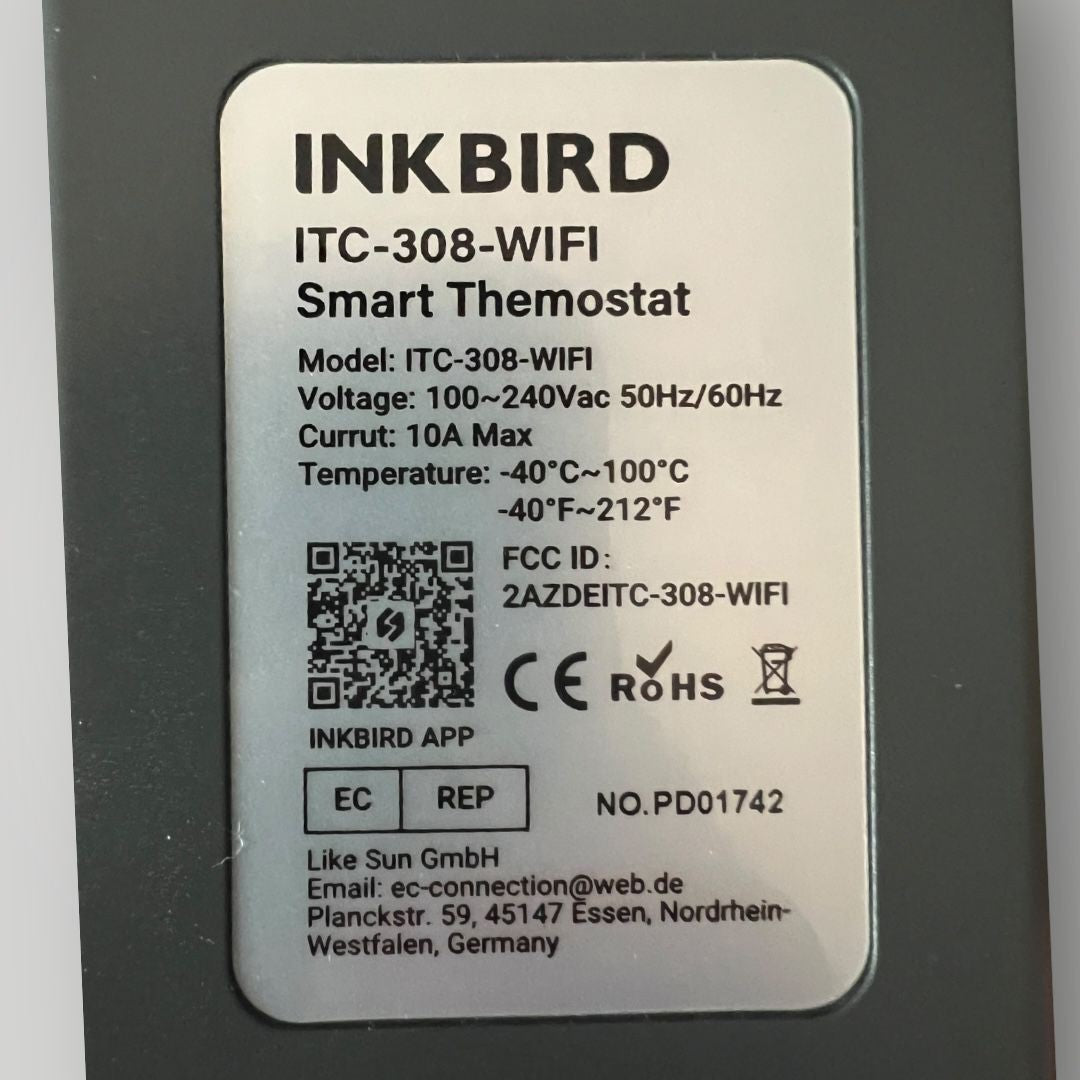 INKBIRD
ITC-308-WIFI
Smart Themostat
Model: ITC-308-WIFI
Voltage: 100~240Vac 50Hz/60Hz
Currut: 10A Max
Temperature: -40°C~100°C
-40°F~212°F
FCC ID:
2AZDEITC-308-WIFI
CE RoHS
INKBIRD APP
EC REP
NO.PD01742
Like Sun GmbH
Email: ec-connection@web.de
Planckstr. 59, 45147 Essen, Nordrhein-
Westfalen, Germany